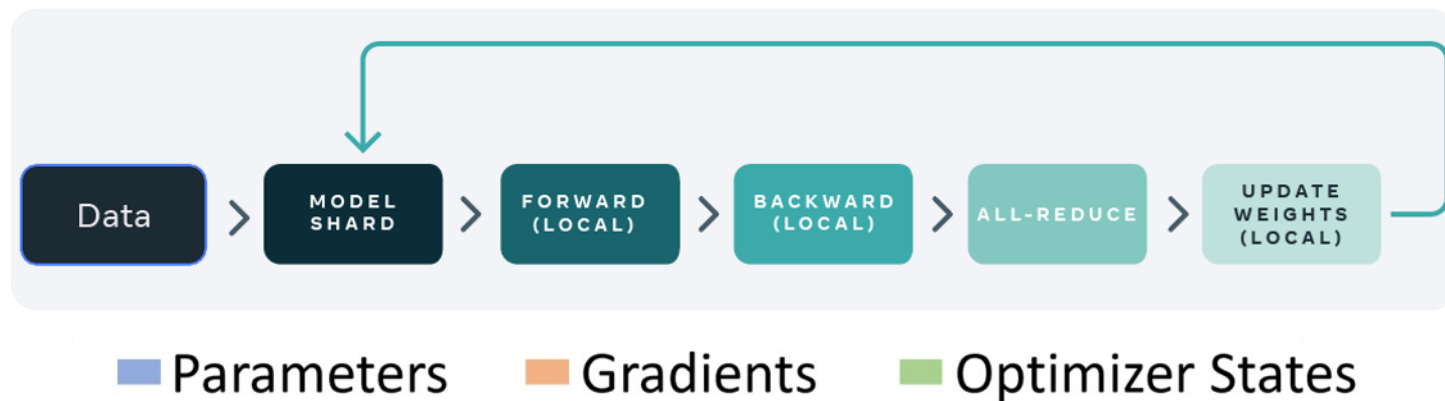 Data
MODEL
SHARD
FORWARD
(LOCAL)
BACKWARD
(LOCAL)
ALL-REDUCE
UPDATE
WEIGHTS
(LOCAL)
Parameters
Gradients
Optimizer States